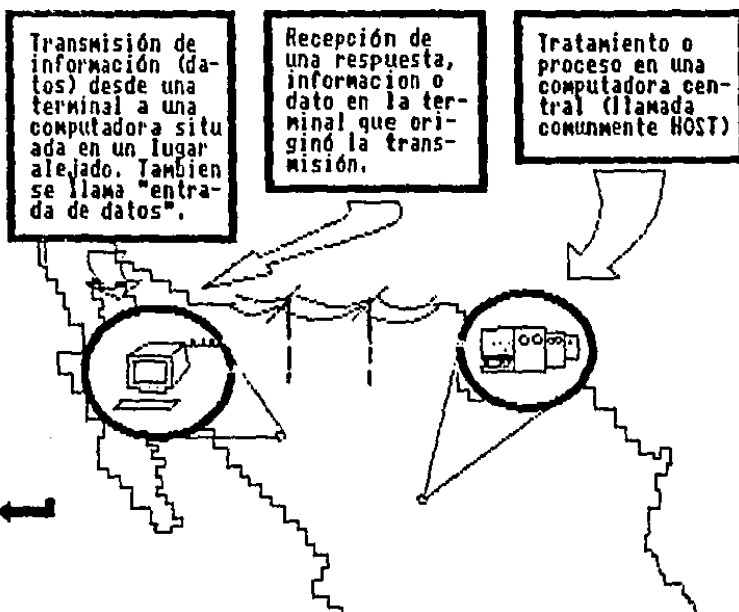 Transmisión de
información (da-
tos) desde una
terminal a una
computadora situ
ada en un lugar
alejado. Tambien
se llama "entra-
da de datos".
Recepción de
una respuesta,
informacion o
dato en la ter-
minal que ori-
ginó la trans-
misión.
Tratamiento o
proceso en una
computadora cen-
tral (llamada
comunmente HOST)